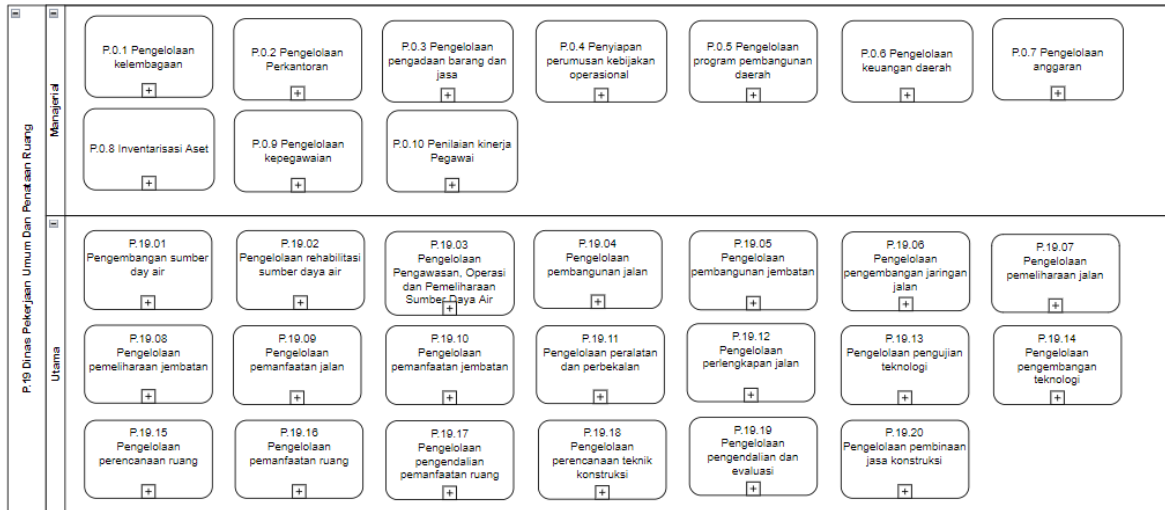 P.19 Dinas Pekerjaan Umum Dan Penataan Ruang
Manajerial
P.0.1 Pengelolaan
kelembagaan
P.0.2 Pengelolaan
Perkantoran
P.0.3 Pengelolaan
pengadaan barang dan
jasa
P.0.4 Penyiapan
perumusan kebijakan
operasional
P.0.5 Pengelolaan
program pembangunan
daerah
P.0.6 Pengelolaan
keuangan daerah
P.0.7 Pengelolaan
anggaran
P.0.8 Inventarisasi Aset
P.0.9 Pengelolaan
kepegawaian
P.0.10 Penilaian kinerja
Pegawai
Utama
P.19.01
Pengembangan sumber
day air
P.19.02
Pengelolaan rehabilitasi
sumber daya air
P.19.03
Pengelolaan
Pengawasan, Operasi
dan Pemeliharaan
Sumber Daya Air
P.19.04
Pengelolaan
pembangunan jalan
P.19.05
Pengelolaan
pembangunan jembatan
P.19.06
Pengelolaan
pengembangan jaringan
jalan
P.19.07
Pengelolaan
pemeliharaan jalan
P.19.08
Pengelolaan
pemeliharaan jembatan
P.19.09
Pengelolaan
pemanfaatan jalan
P.19.10
Pengelolaan
pemanfaatan jembatan
P.19.11
Pengelolaan peralatan
dan perbekalan
P.19.12
Pengelolaan
perlengkapan jalan
P.19.13
Pengelolaan pengujian
teknologi
P.19.14
Pengelolaan
pengembangan
teknologi
P.19.15
Pengelolaan
perencanaan ruang
P.19.16
Pengelolaan
pemanfaatan ruang
P.19.17
Pengelolaan
pengendalian
pemanfaatan ruang
P.19.18
Pengelolaan
perencanaan teknik
konstruksi
P.19.19
Pengelolaan
pengendalian dan
evaluasi
P.19.20
Pengelolaan pembinaan
jasa konstruksi